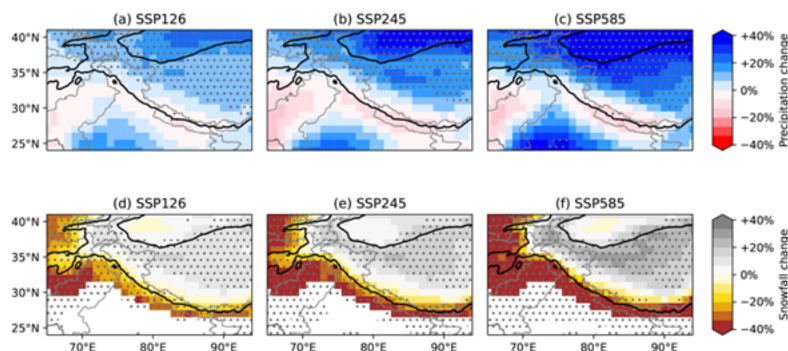 (a) SSP126
(b) SSP245
(c) SSP585
40°N
35°N
30°N
25°N
+40%
+20%
0%
−20%
−40%
Precipitation change
(d) SSP126
(e) SSP245
(f) SSP585
40°N
35°N
30°N
25°N
70°E 80°E 90°E 70°E 80°E 90°E 70°E 80°E 90°E
+40%
+20%
0%
−20%
−40%
Snowfall change